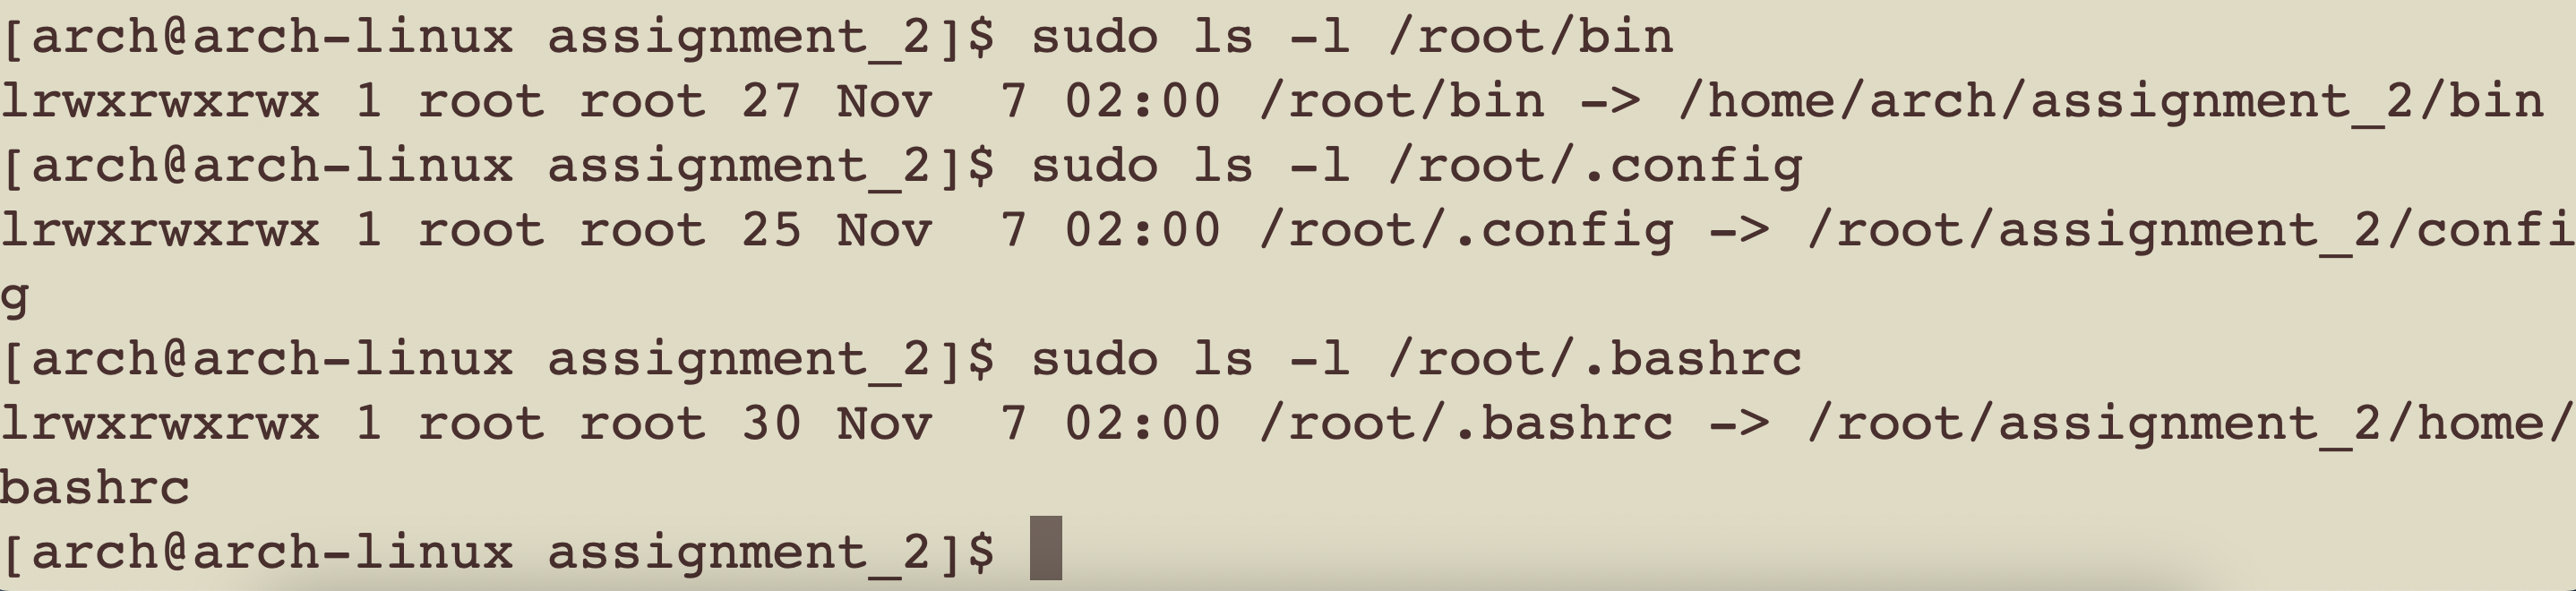 [arch@arch-linux assignment_2]$ sudo ls -l /root/bin
lrwxrwxrwx 1 root root 27 Nov  7 02:00 /root/bin -> /home/arch/assignment_2/bin
[arch@arch-linux assignment_2]$ sudo ls -l /root/.config
lrwxrwxrwx 1 root root 25 Nov  7 02:00 /root/.config -> /root/assignment_2/confi
g
[arch@arch-linux assignment_2]$ sudo ls -l /root/.bashrc
lrwxrwxrwx 1 root root 30 Nov  7 02:00 /root/.bashrc -> /root/assignment_2/home/
bashrc
[arch@arch-linux assignment_2]$